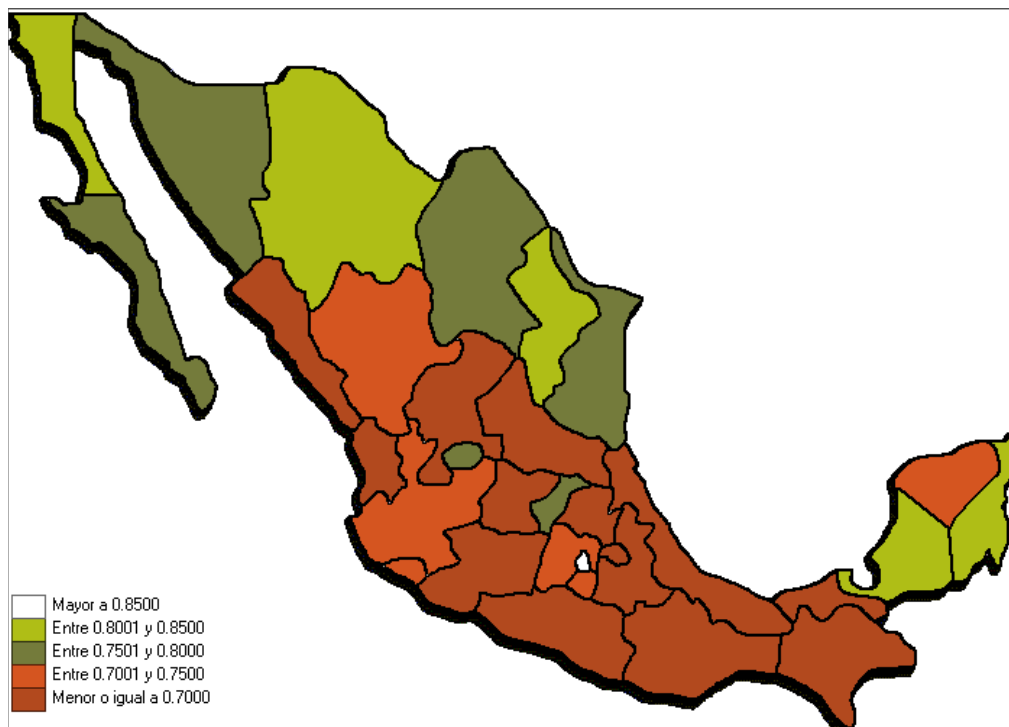 Mayor a 0.8500
Entre 0.8001 y 0.8500
Entre 0.7501 y 0.8000
Entre 0.7001 y 0.7500
Menor o igual a 0.7000